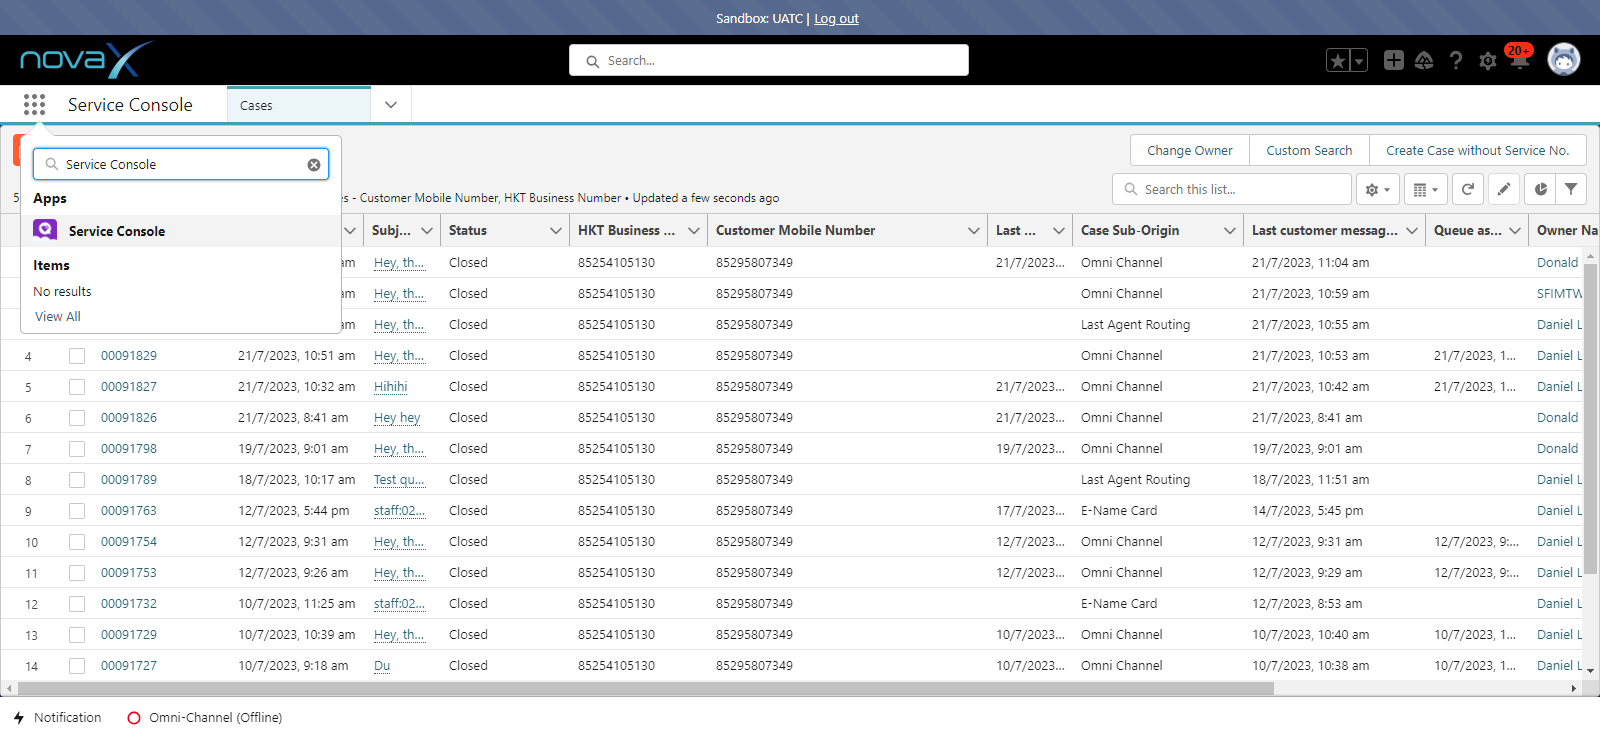 Sandbox: UATC | Log out
novaX
Search...
20+
Service Console
Cases
Service Console
Apps
Service Console
Items
No results
View All
Change Owner
Custom Search
Create Case without Service No.
5
s - Customer Mobile Number, HKT Business Number • Updated a few seconds ago
Search this list...
Subj... Status HKT Business ... Customer Mobile Number Last ... Case Sub-Origin Last customer messag... Queue as... Owner Na
am Hey, th... Closed 85254105130 85295807349 21/7/2023... Omni Channel 21/7/2023, 11:04 am Donald
am Hey, th... Closed 85254105130 85295807349 Omni Channel 21/7/2023, 10:59 am SFIMTW
am Hey, th... Closed 85254105130 85295807349 Last Agent Routing 21/7/2023, 10:55 am Daniel L
4 00091829 21/7/2023, 10:51 am Hey, th... Closed 85254105130 85295807349 Omni Channel 21/7/2023, 10:53 am 21/7/2023, 1... Daniel L
5 00091827 21/7/2023, 10:32 am Hihihi Closed 85254105130 85295807349 21/7/2023... Omni Channel 21/7/2023, 10:42 am 21/7/2023, 1... Daniel L
6 00091826 21/7/2023, 8:41 am Hey hey Closed 85254105130 85295807349 21/7/2023... Omni Channel 21/7/2023, 8:41 am Donald
7 00091798 19/7/2023, 9:01 am Hey, th... Closed 85254105130 85295807349 19/7/2023... Omni Channel 19/7/2023, 9:01 am Donald
8 00091789 18/7/2023, 10:17 am Test qu... Closed 85254105130 85295807349 Last Agent Routing 18/7/2023, 11:51 am Daniel L
9 00091763 12/7/2023, 5:44 pm staff:02... Closed 85254105130 85295807349 17/7/2023... E-Name Card 14/7/2023, 5:45 pm Daniel L
10 00091754 12/7/2023, 9:31 am Hey, th... Closed 85254105130 85295807349 12/7/2023... Omni Channel 12/7/2023, 9:31 am 12/7/2023, 9:... Daniel L
11 00091753 12/7/2023, 9:26 am Hey, th... Closed 85254105130 85295807349 12/7/2023... Omni Channel 12/7/2023, 9:29 am 12/7/2023, 9:... Daniel L
12 00091732 10/7/2023, 11:25 am staff:02... Closed 85254105130 85295807349 E-Name Card 12/7/2023, 8:53 am Daniel L
13 00091729 10/7/2023, 10:39 am Hey, th... Closed 85254105130 85295807349 10/7/2023... Omni Channel 10/7/2023, 10:40 am 10/7/2023, 1... Daniel L
14 00091727 10/7/2023, 9:18 am Du Closed 85254105130 85295807349 10/7/2023... Omni Channel 10/7/2023, 10:38 am 10/7/2023, 1... Daniel L
Notification
Omni-Channel (Offline)